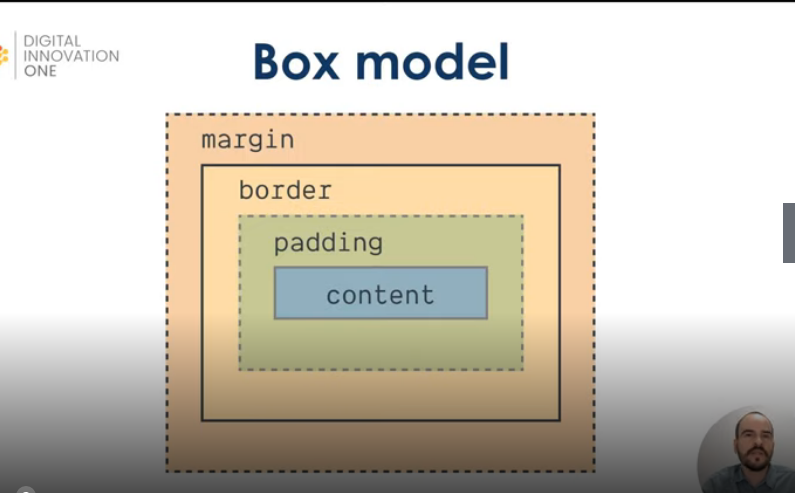 DIGITAL
INNOVATION
ONE
Box model
margin
border
padding
content